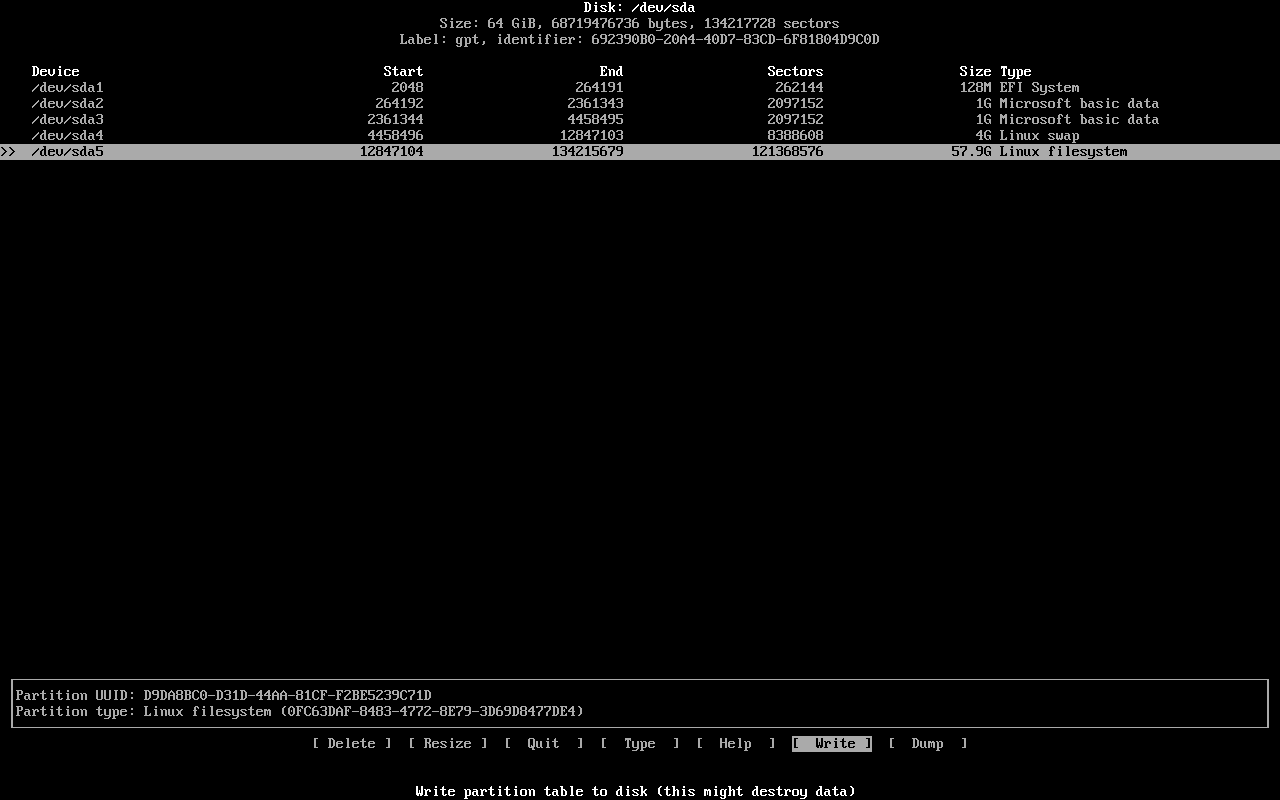 Disk: /dev/sda
Size: 64 GiB, 68719476736 bytes, 134217728 sectors
Label: gpt, identifier: 692390B0-20A4-40D7-83CD-6F81804D9C0D
Device Start End Sectors Size Type
/dev/sda1 2048 264191 262144 128M EFI System
/dev/sda2 264192 2361343 2097152 1G Microsoft basic data
/dev/sda3 2361344 4458495 2097152 1G Microsoft basic data
/dev/sda4 4458496 12847103 8388608 4G Linux swap
>> /dev/sda5 12847104 134215679 121368576 57.9G Linux filesystem
Partition UUID: D9DA8BC0-D31D-44AA-81CF-F2BE5239C71D
Partition type: Linux filesystem (0FC63DAF-8483-4772-8E79-3D69D8477DE4)
[ Delete ] [ Resize ] [ Quit ] [ Type ] [ Help ] [ Write ] [ Dump ]
Write partition table to disk (this might destroy data)